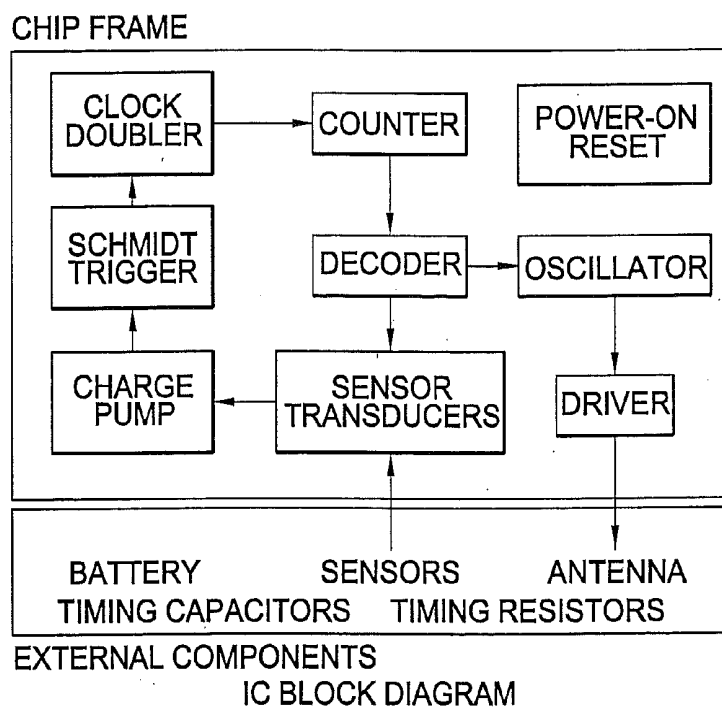 CHIP FRAME
CLOCK
DOUBLER
COUNTER
POWER-ON
RESET
SCHMIDT
TRIGGER
DECODER
OSCILLATOR
CHARGE
PUMP
SENSOR
TRANSDUCERS
DRIVER
BATTERY
SENSORS
ANTENNA
TIMING CAPACITORS
TIMING RESISTORS
EXTERNAL COMPONENTS
IC BLOCK DIAGRAM